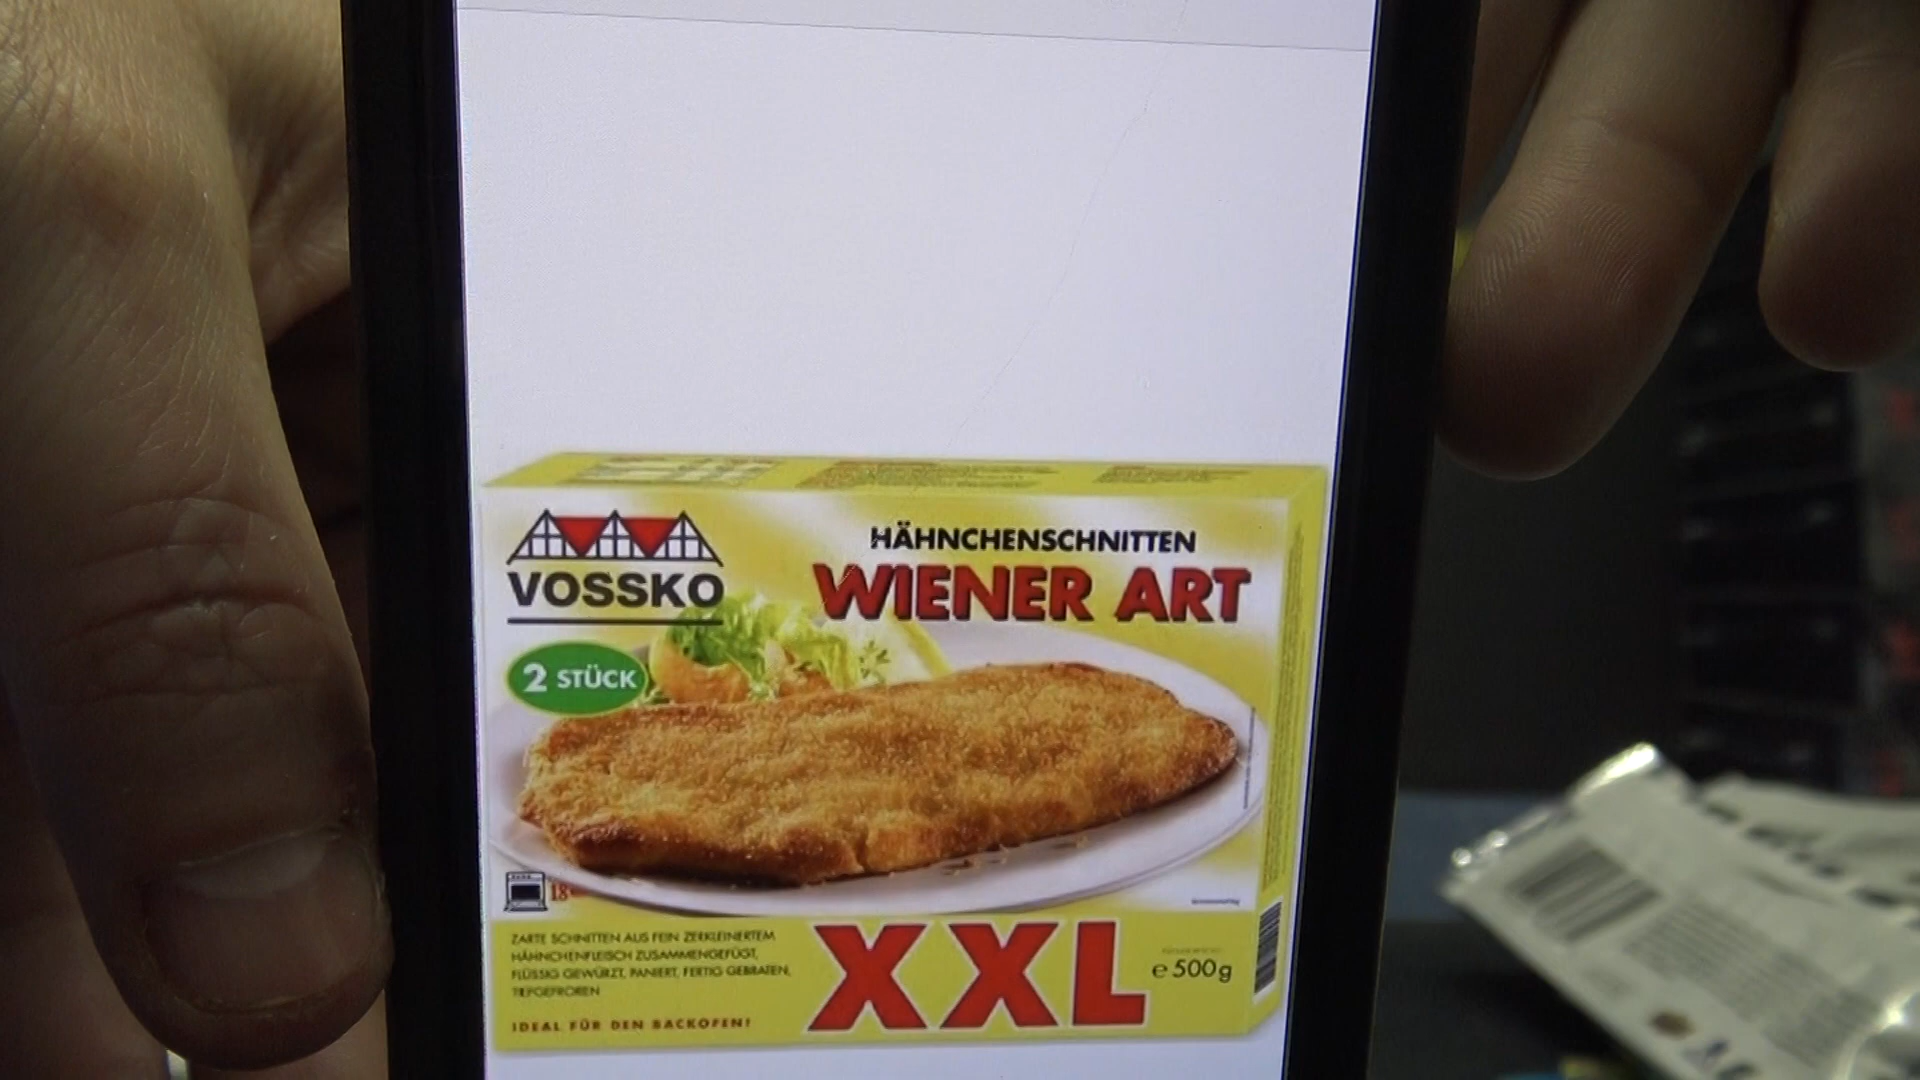 HÄHNCHENSCHNITTEN
WIENER ART
VOSSKO
2 STÜCK
ZARTE SCHNITTEN AUS FEIN ZERKLEINERTEM
HÄHNCHENFLEISCH ZUSAMMENGEFÜGT,
FLÜSSIG GEWÜRZT, PANIERT, FERTIG GEBRATEN,
TIEFGEFROREN
IDEAL FÜR DEN BACKOFEN!
XXL
e 500g